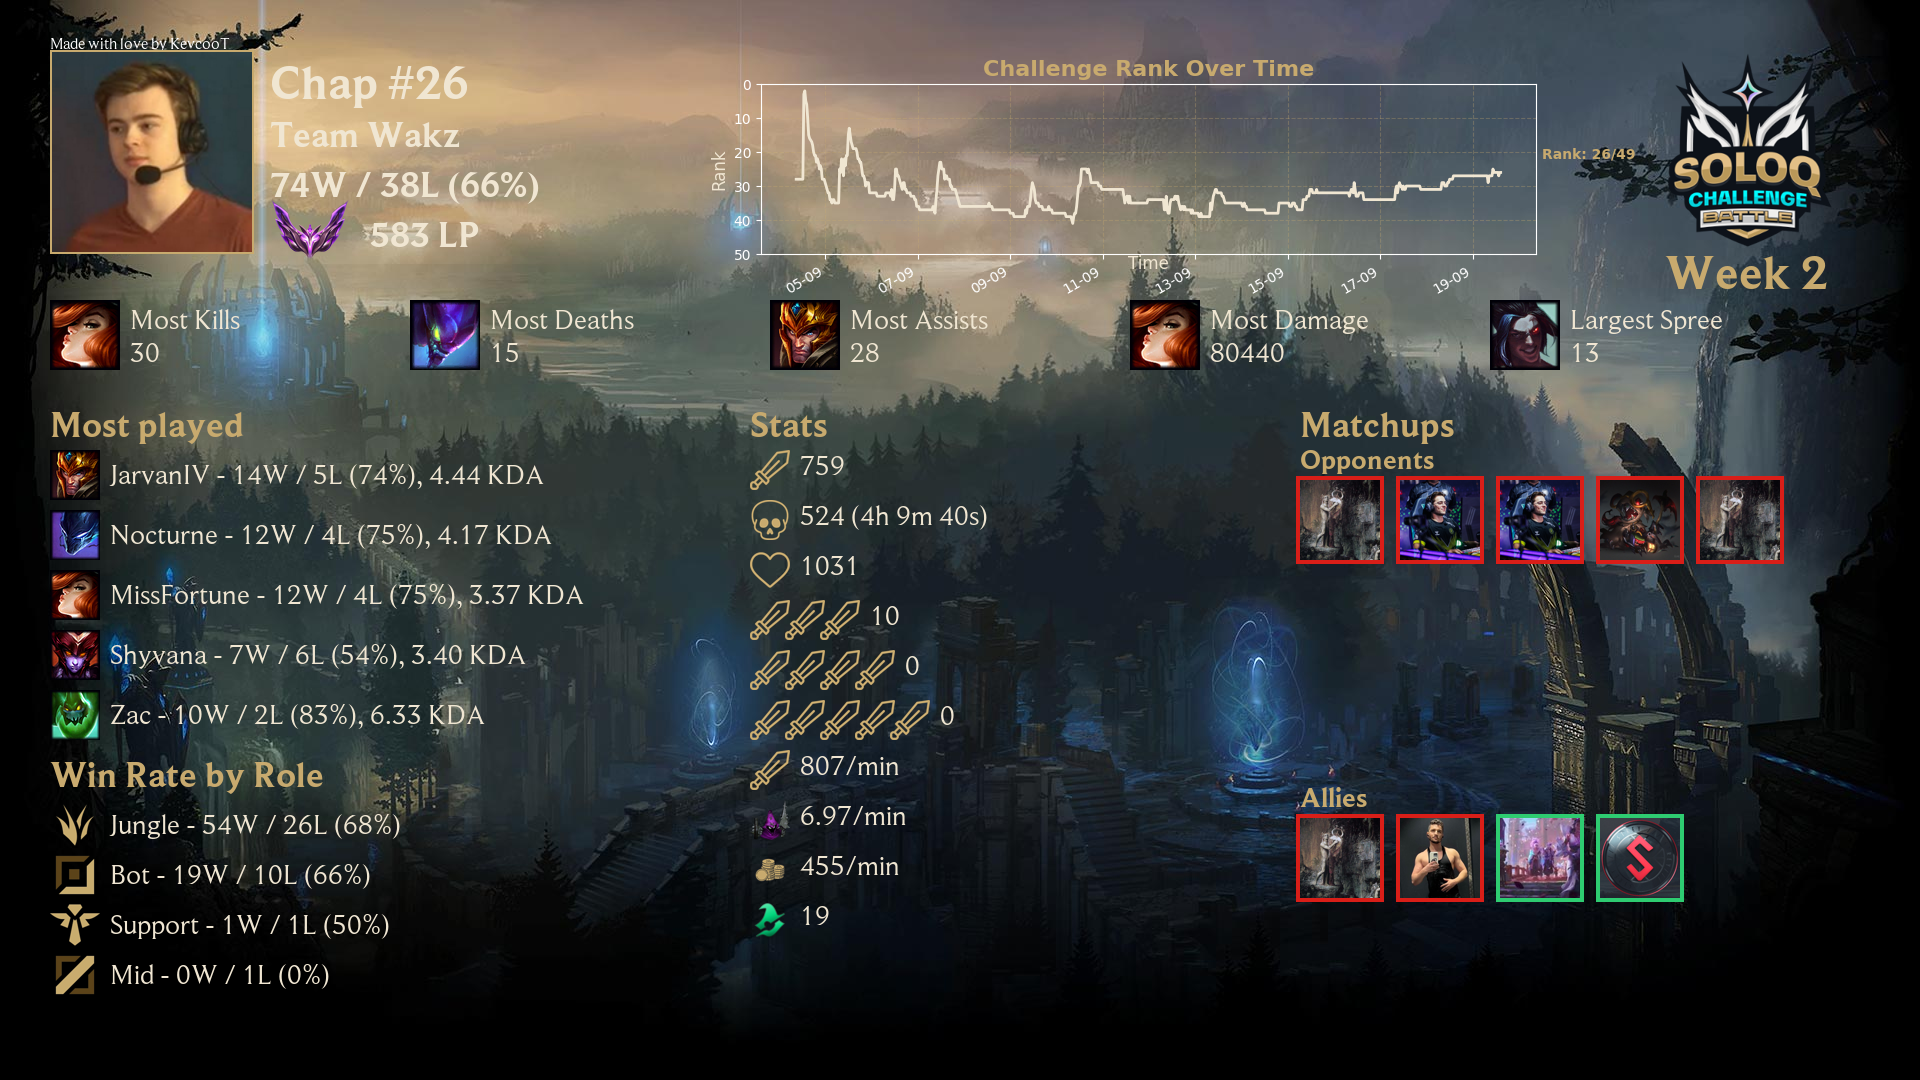 Made with love by KevcooT
Chap #26
Team Wakz
74W / 38L (66%)
583 LP
Challenge Rank Over Time
Rank
0
10
20
30
40
50
05-09
07-09
09-09
11-09
13-09
15-09
17-09
19-09
Time
Rank: 26/49
SOLOQ
CHALLENGE
BATTLE
Week 2
Most Kills
30
Most Deaths
15
Most Assists
28
Most Damage
80440
Largest Spree
13
Most played
JarvanIV - 14W / 5L (74%), 4.44 KDA
Nocturne - 12W / 4L (75%), 4.17 KDA
MissFortune - 12W / 4L (75%), 3.37 KDA
Shyvana - 7W / 6L (54%), 3.40 KDA
Zac - 10W / 2L (83%), 6.33 KDA
Win Rate by Role
Jungle - 54W / 26L (68%)
Bot - 19W / 10L (66%)
Support - 1W / 1L (50%)
Mid - 0W / 1L (0%)
Stats
759
524 (4h 9m 40s)
1031
10
0
0
807/min
6.97/min
455/min
19
Matchups
Opponents
Allies
S